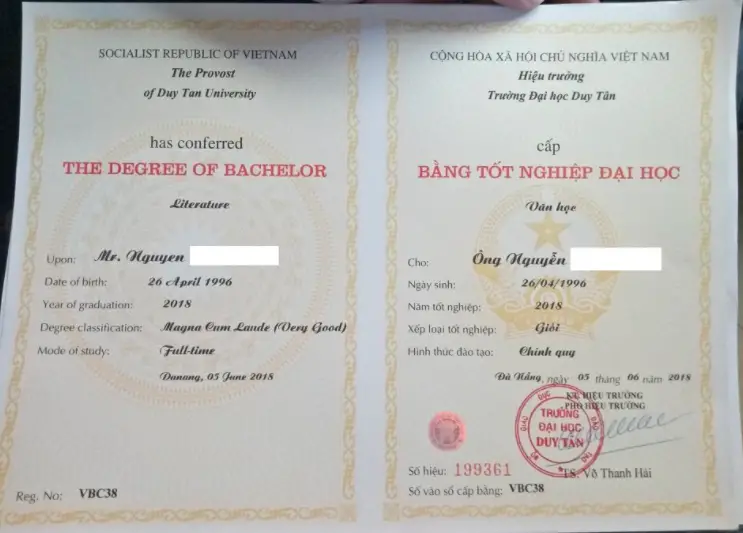 SOCIALIST REPUBLIC OF VIETNAM
The Provost
of Duy Tan University
has conferred
THE DEGREE OF BACHELOR
Literature
Upon: Mr. Nguyen
Date of birth: 26 April 1996
Year of graduation: 2018
Degree classification: Magna Cum Laude (Very Good)
Mode of study: Full-time
Danang, 05 June 2018
Reg. No: VBC38
CỘNG HÒA XÃ HỘI CHỦ NGHĨA VIỆT NAM
Hiệu trưởng
Trường Đại học Duy Tân
cấp
BẰNG TỐT NGHIỆP ĐẠI HỌC
Văn học
Cho: Ông Nguyễn
Ngày sinh: 26/04/1996
Năm tốt nghiệp: 2018
Xếp loại tốt nghiệp: Giỏi
Hình thức đào tạo: Chính quy
Đà Nẵng, ngày 05 tháng 06 năm 2018
KT. HIỆU TRƯỞNG
PHÓ HIỆU TRƯỞNG
TRƯỜNG
ĐẠI HỌC
DUY TÂN
TS. Võ Thanh Hải
Số hiệu: 199361
Số vào sổ cấp bằng: VBC38